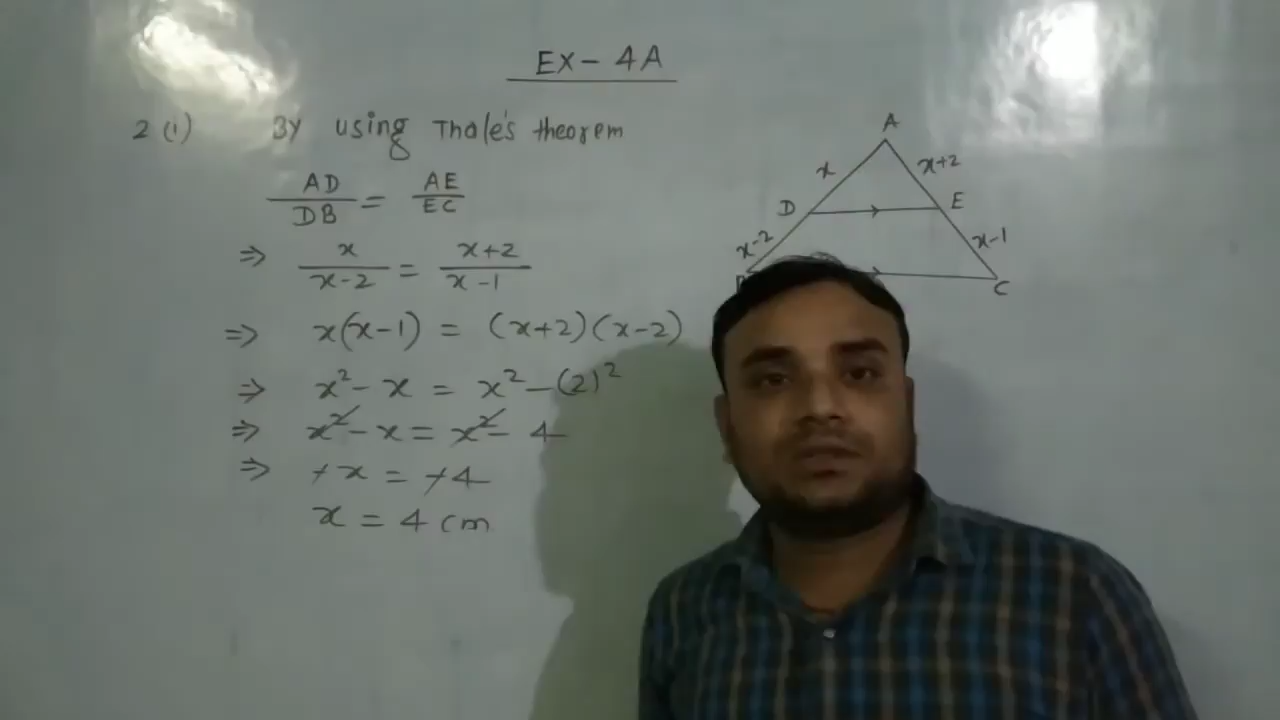 EX- 4A
2 (i) By using Thale's theorem
AD/DB = AE/EC
⇒ x/x-2 = x+2/x-1
⇒ x(x-1) = (x+2)(x-2)
⇒ x²- x = x²-(2)²
⇒ x²- x = x²- 4
⇒ -x = -4
x = 4 cm
A
x
x+2
D
E
x-2
x-1
C